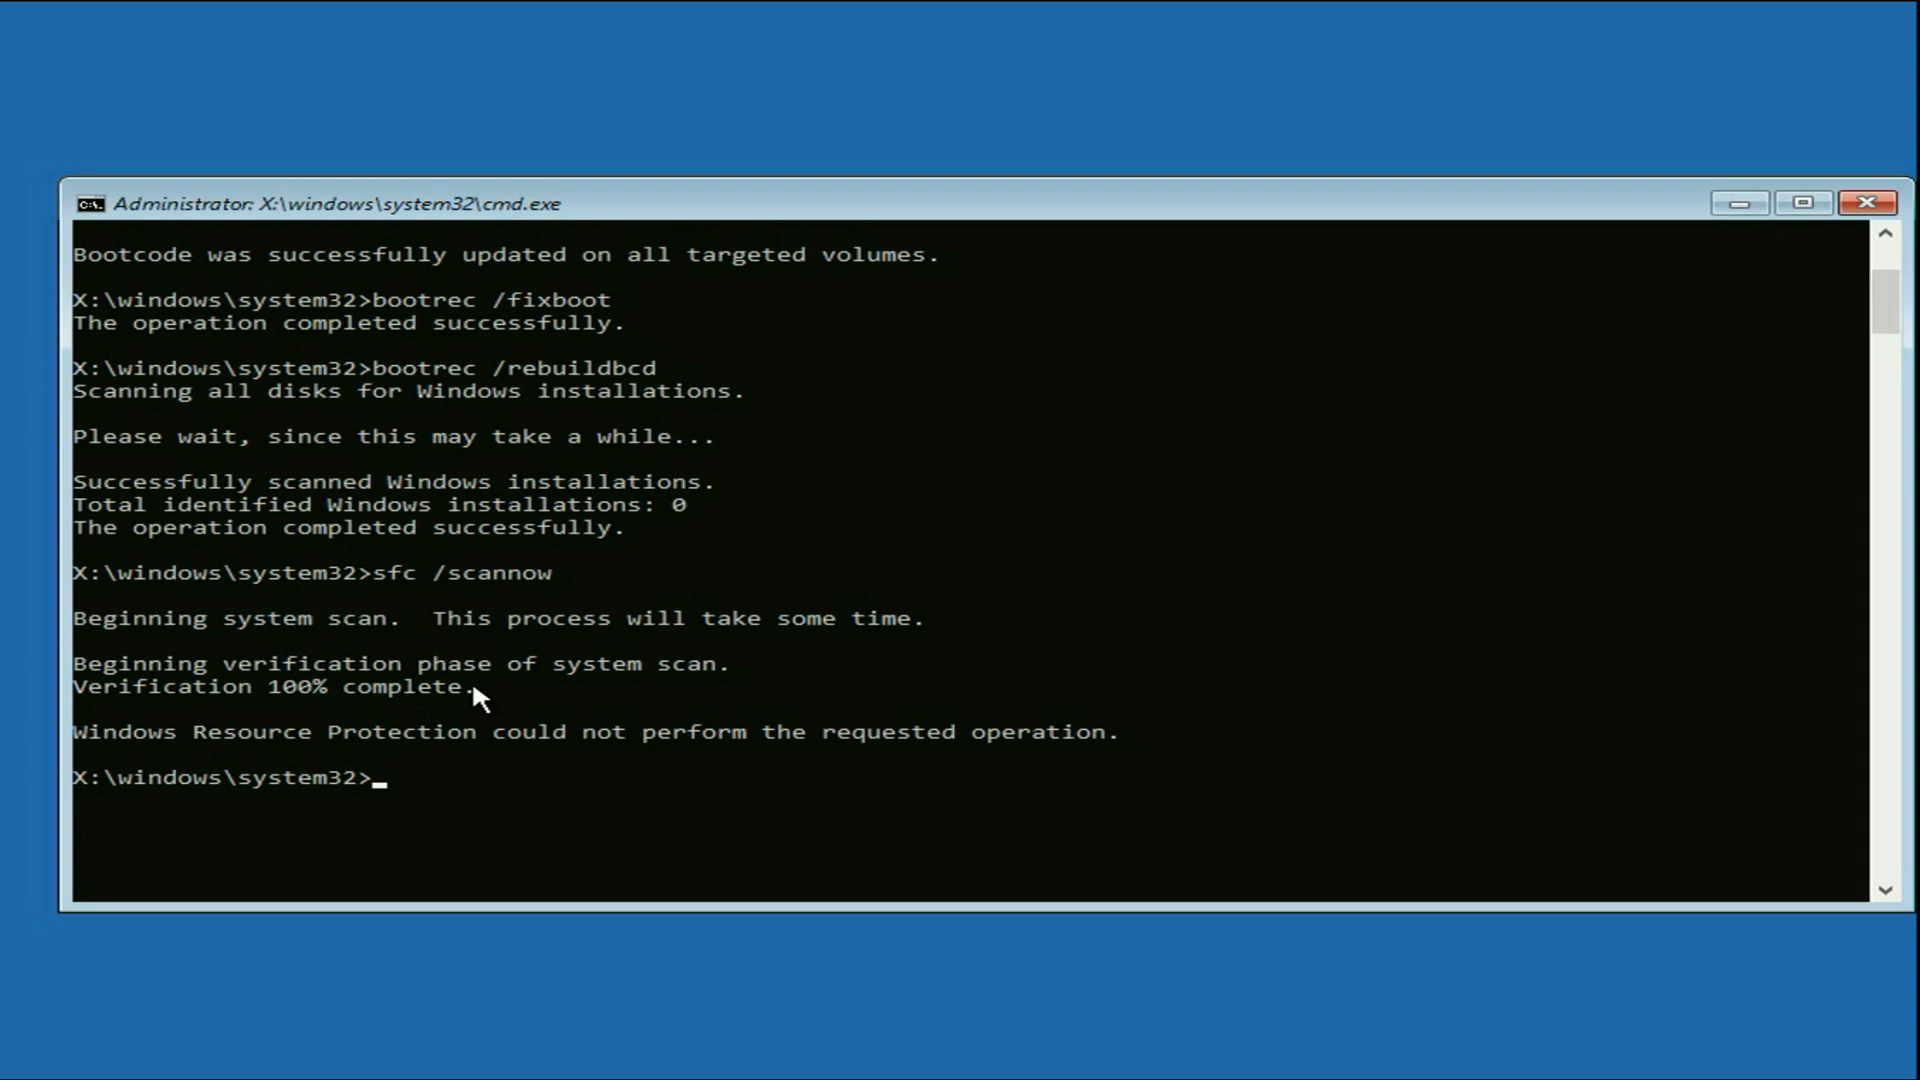 Administrator: X:\windows\system32\cmd.exe
Bootcode was successfully updated on all targeted volumes.
X:\windows\system32>bootrec /fixboot
The operation completed successfully.
X:\windows\system32>bootrec /rebuildbcd
Scanning all disks for Windows installations.
Please wait, since this may take a while...
Successfully scanned Windows installations.
Total identified Windows installations: 0
The operation completed successfully.
X:\windows\system32>sfc /scannow
Beginning system scan.  This process will take some time.
Beginning verification phase of system scan.
Verification 100% complete.
Windows Resource Protection could not perform the requested operation.
X:\windows\system32>